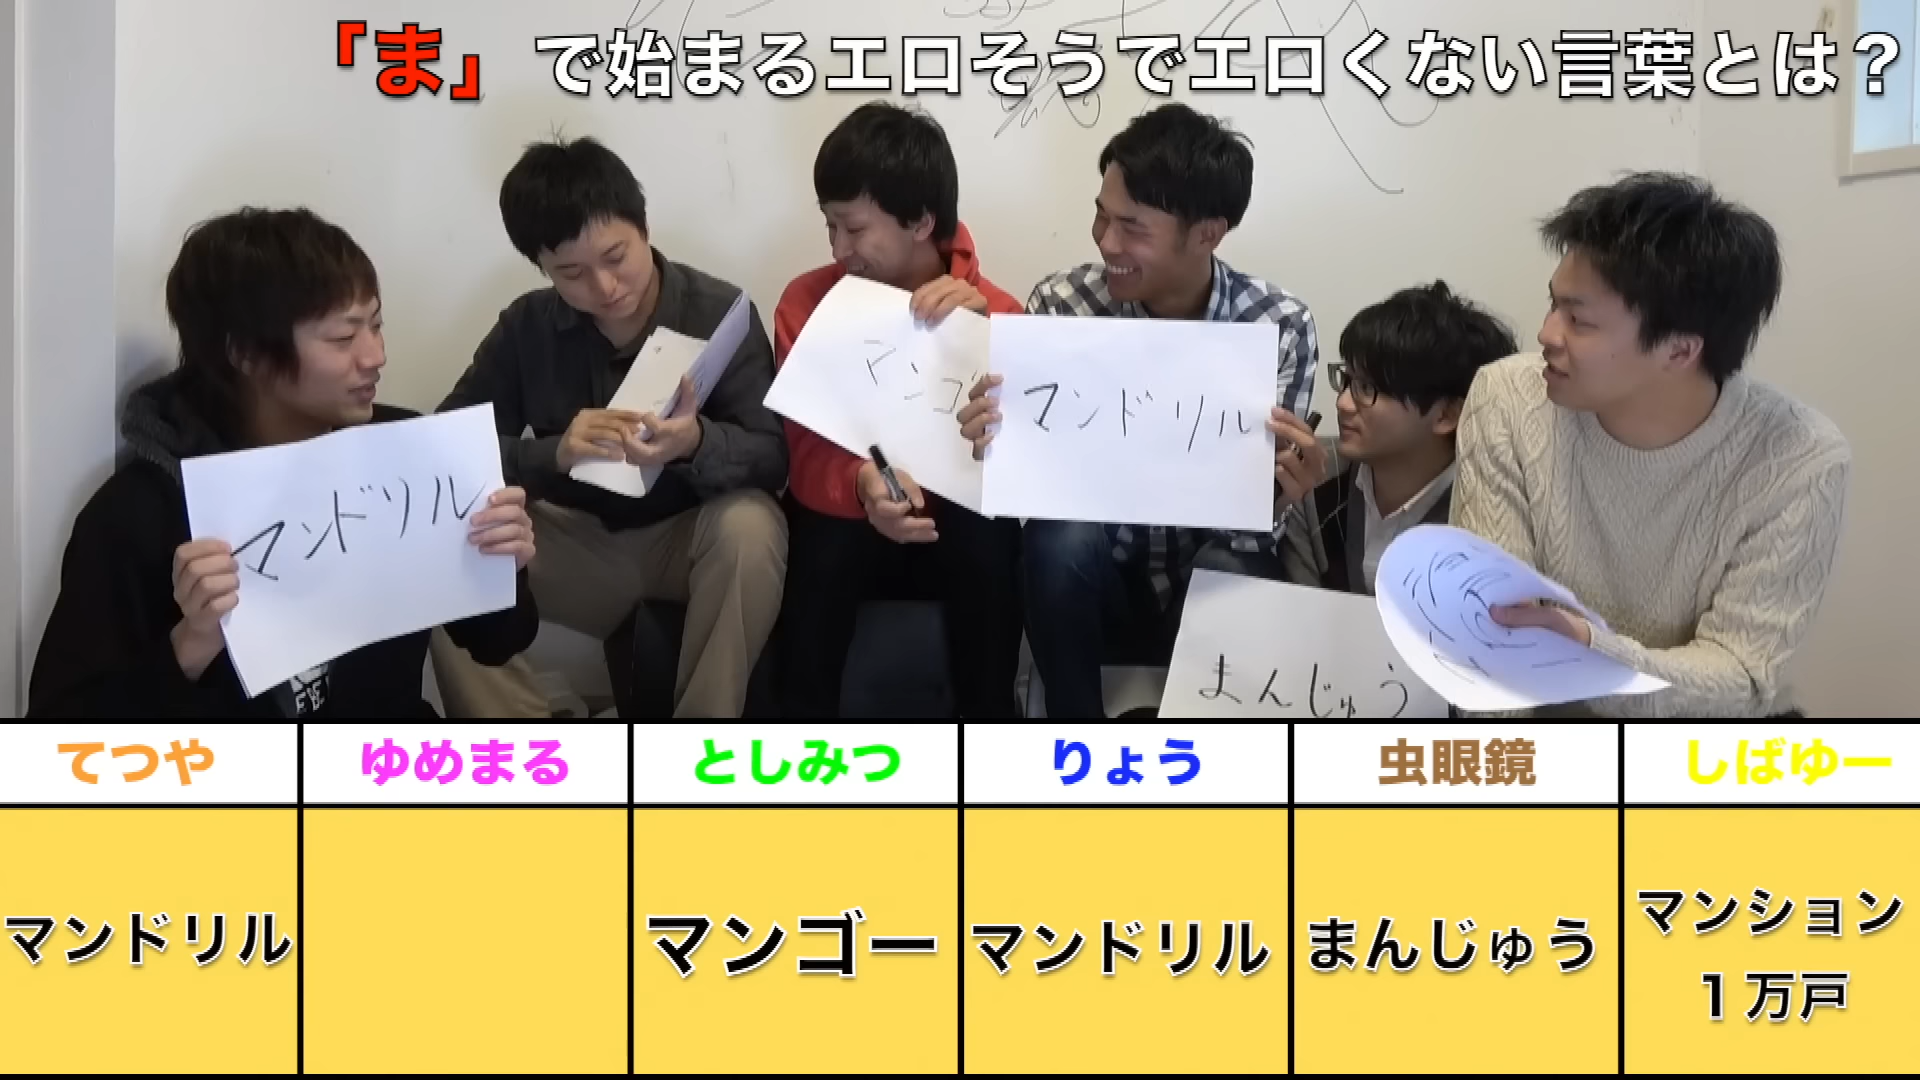 「ま」で始まるエロそうでエロくない言葉とは？
マンドリル
マンゴ
マンドリル
まんじゅう
てつや
ゆめまる
としみつ
りょう
虫眼鏡
しばゆー
マンドリル
マンゴー
マンドリル
まんじゅう
マンション
１万戸